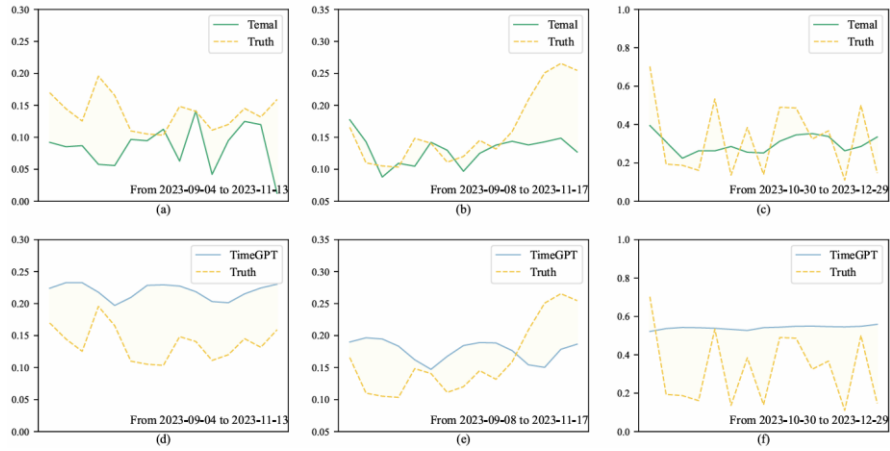 0.30
0.25
0.20
0.15
0.10
0.05
0.00
Temal
Truth
From 2023-09-04 to 2023-11-13
(a)
0.35
0.30
0.25
0.20
0.15
0.10
0.05
0.00
Temal
Truth
From 2023-09-08 to 2023-11-17
(b)
1.0
0.8
0.6
0.4
0.2
0.0
Temal
Truth
From 2023-10-30 to 2023-12-29
(c)
0.30
0.25
0.20
0.15
0.10
0.05
0.00
TimeGPT
Truth
From 2023-09-04 to 2023-11-13
(d)
0.35
0.30
0.25
0.20
0.15
0.10
0.05
TimeGPT
Truth
From 2023-09-08 to 2023-11-17
(e)
1.0
0.8
0.6
0.4
0.2
0.0
TimeGPT
Truth
From 2023-10-30 to 2023-12-29
(f)